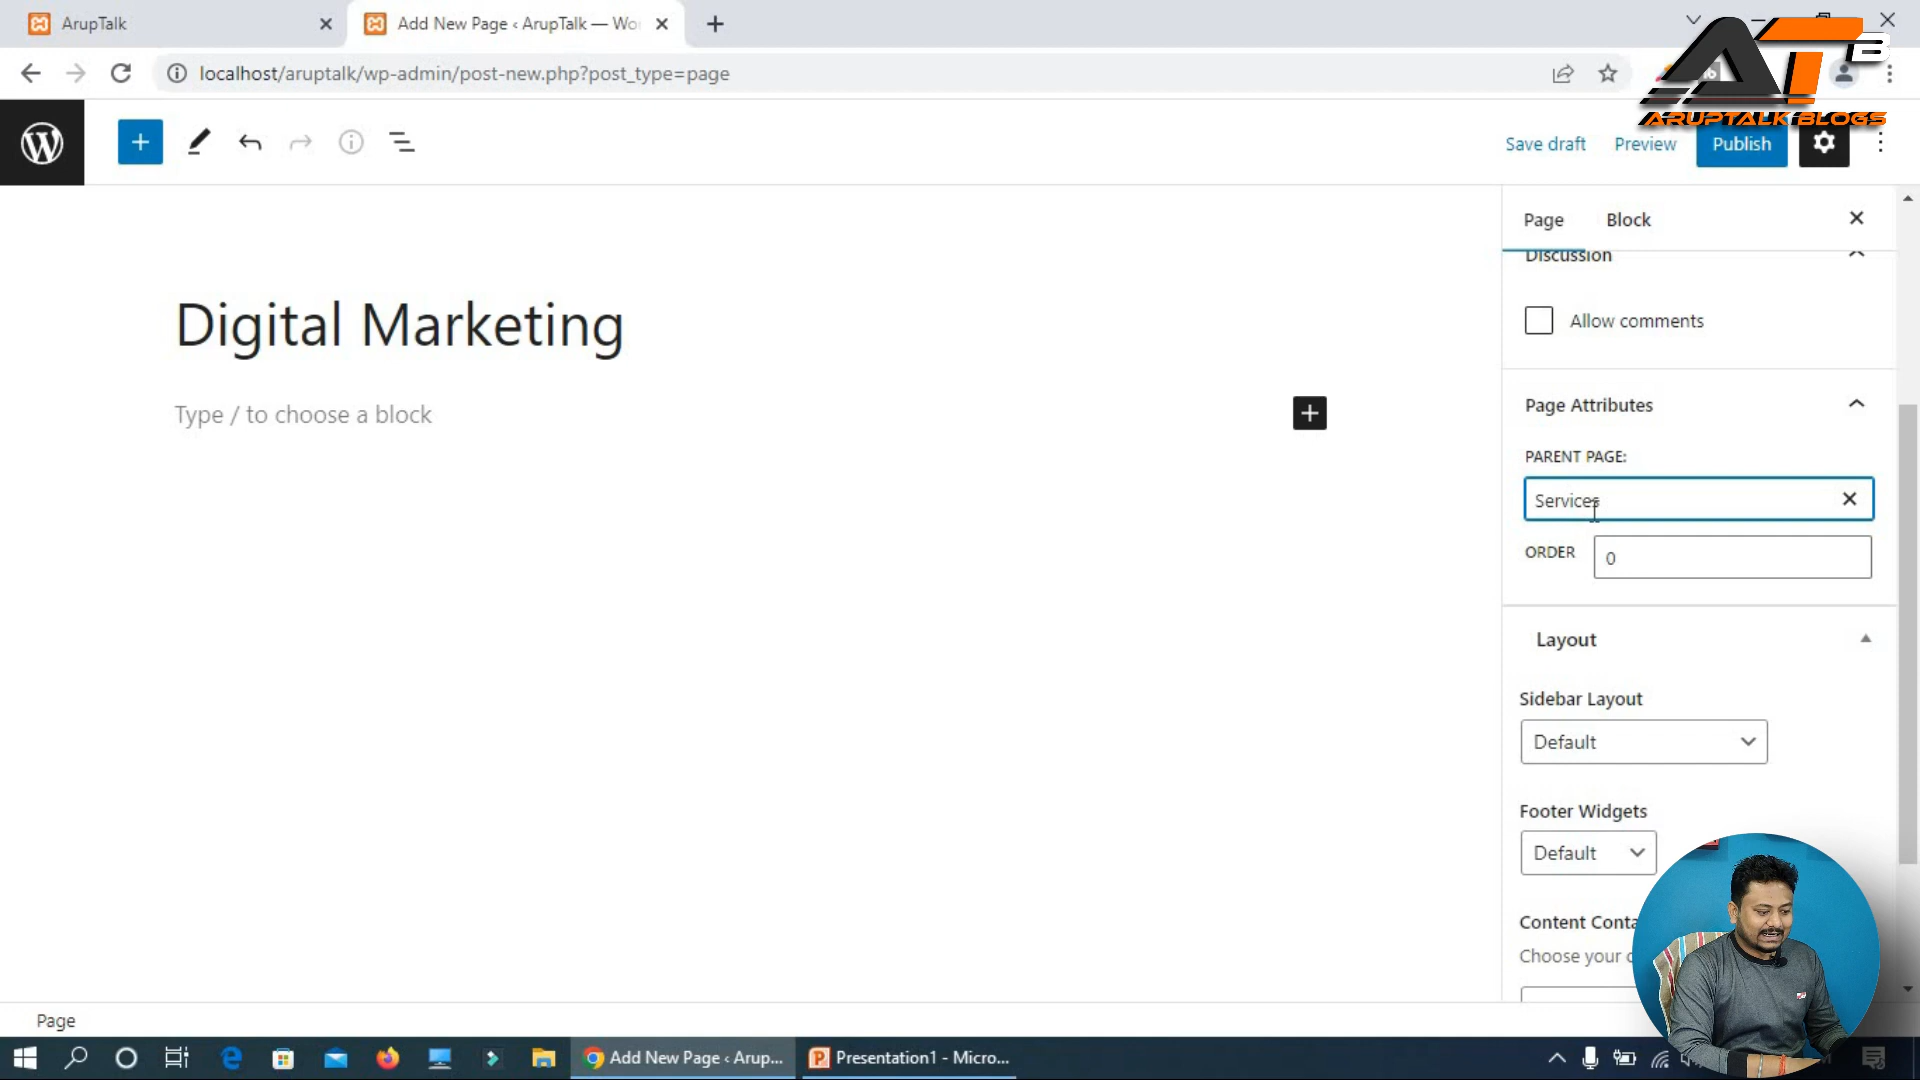 ArupTalk
Add New Page ‹ ArupTalk — Wo
localhost/aruptalk/wp-admin/post-new.php?post_type=page
AT
B
ARUPTALK BLOGS
Save draft
Preview
Publish
Page
Block
Discussion
Allow comments
Digital Marketing
Type / to choose a block
Page Attributes
PARENT PAGE:
Services
ORDER
0
Layout
Sidebar Layout
Default
Footer Widgets
Default
Content Conta
Choose your
Page
Add New Page ‹ Arup...
Presentation1 - Micro...